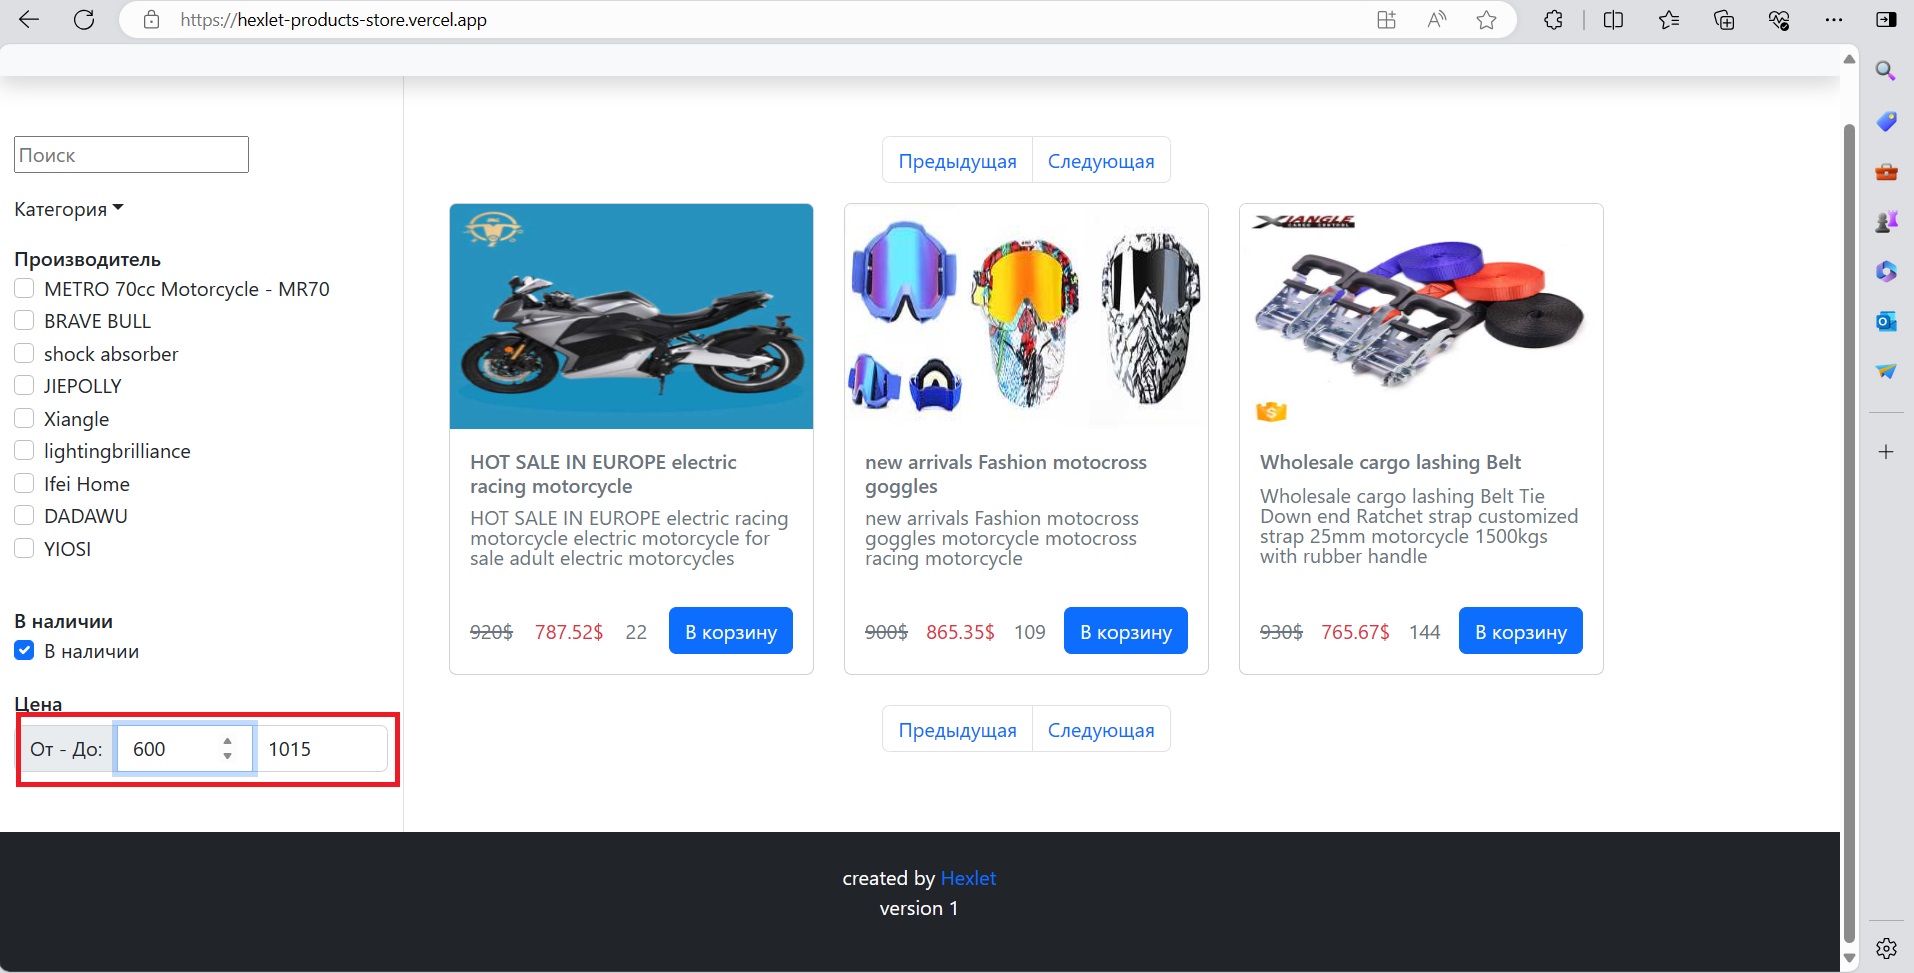 https://hexlet-products-store.vercel.app
Поиск
Категория
Производитель
METRO 70cc Motorcycle - MR70
BRAVE BULL
shock absorber
JIEPOLLY
Xiangle
lightingbrilliance
Ifei Home
DADAWU
YIOSI
В наличии
В наличии
Цена
От - До: 600 1015
Предыдущая Следующая
HOT SALE IN EUROPE electric
racing motorcycle
HOT SALE IN EUROPE electric racing
motorcycle electric motorcycle for
sale adult electric motorcycles
920$ 787.52$ 22 В корзину
new arrivals Fashion motocross
goggles
new arrivals Fashion motocross
goggles motorcycle motocross
racing motorcycle
900$ 865.35$ 109 В корзину
XIANGLE
CARGO CONTROL
Wholesale cargo lashing Belt
Wholesale cargo lashing Belt Tie
Down end Ratchet strap customized
strap 25mm motorcycle 1500kgs
with rubber handle
930$ 765.67$ 144 В корзину
Предыдущая Следующая
created by Hexlet
version 1